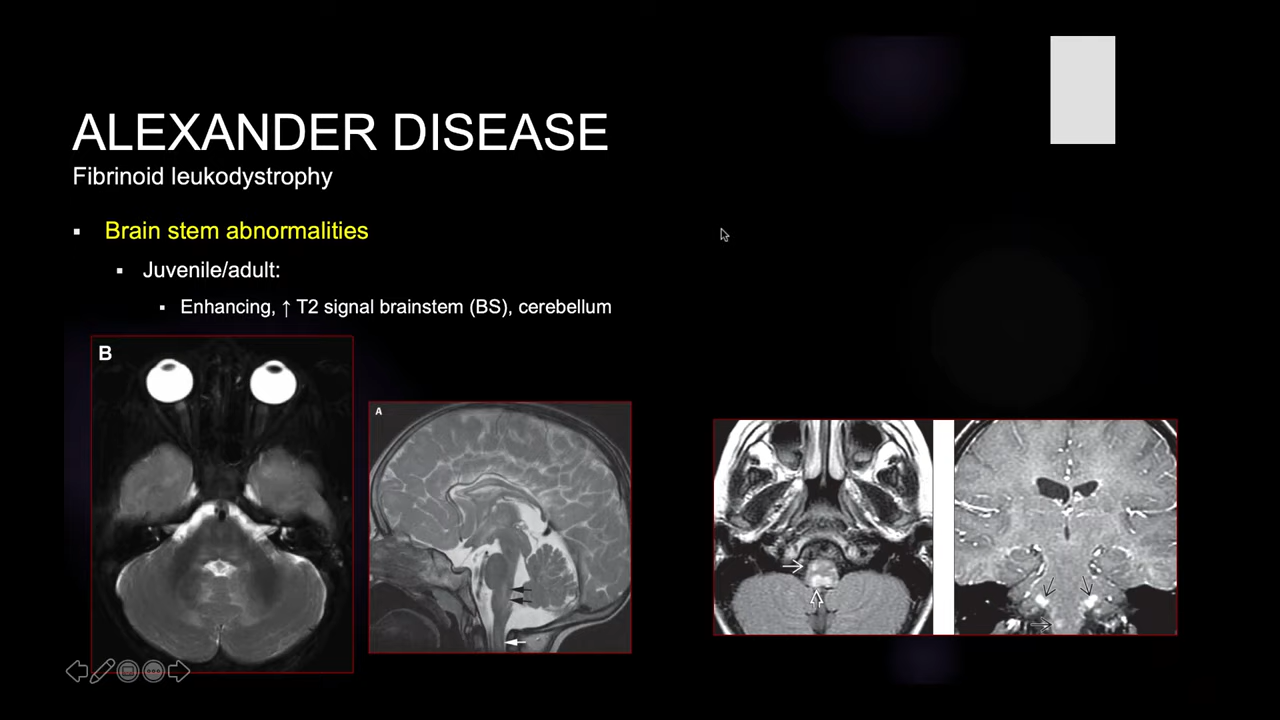 ALEXANDER DISEASE
Fibrinoid leukodystrophy
▪ Brain stem abnormalities
▪ Juvenile/adult:
▪ Enhancing, ↑ T2 signal brainstem (BS), cerebellum
B
A